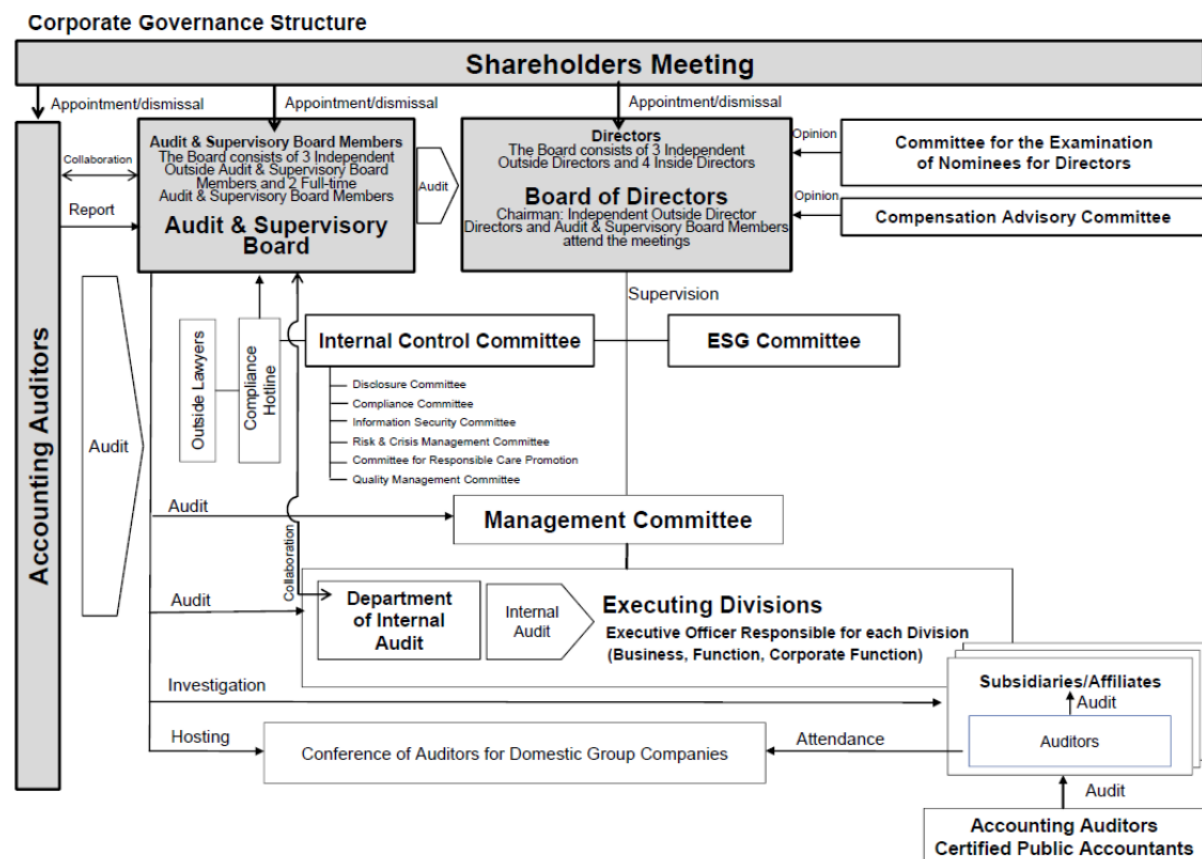 Corporate Governance Structure
Shareholders Meeting
Appointment/dismissal
Appointment/dismissal
Appointment/dismissal
Audit & Supervisory Board Members
The Board consists of 3 Independent
Outside Audit & Supervisory Board
Members and 2 Full-time
Audit & Supervisory Board Members
Audit & Supervisory
Board
Collaboration
Report
Audit
Directors
The Board consists of 3 Independent
Outside Directors and 4 Inside Directors
Board of Directors
Chairman: Independent Outside Director
Directors and Audit & Supervisory Board Members
attend the meetings
Opinion
Committee for the Examination
of Nominees for Directors
Opinion
Compensation Advisory Committee
Accounting Auditors
Audit
Supervision
Outside Lawyers
Compliance
Hotline
Internal Control Committee
ESG Committee
Disclosure Committee
Compliance Committee
Information Security Committee
Risk & Crisis Management Committee
Committee for Responsible Care Promotion
Quality Management Committee
Audit
Management Committee
Collaboration
Audit
Department
of Internal
Audit
Internal
Audit
Executing Divisions
Executive Officer Responsible for each Division
(Business, Function, Corporate Function)
Investigation
Subsidiaries/Affiliates
Audit
Auditors
Hosting
Conference of Auditors for Domestic Group Companies
Attendance
Audit
Accounting Auditors
Certified Public Accountants